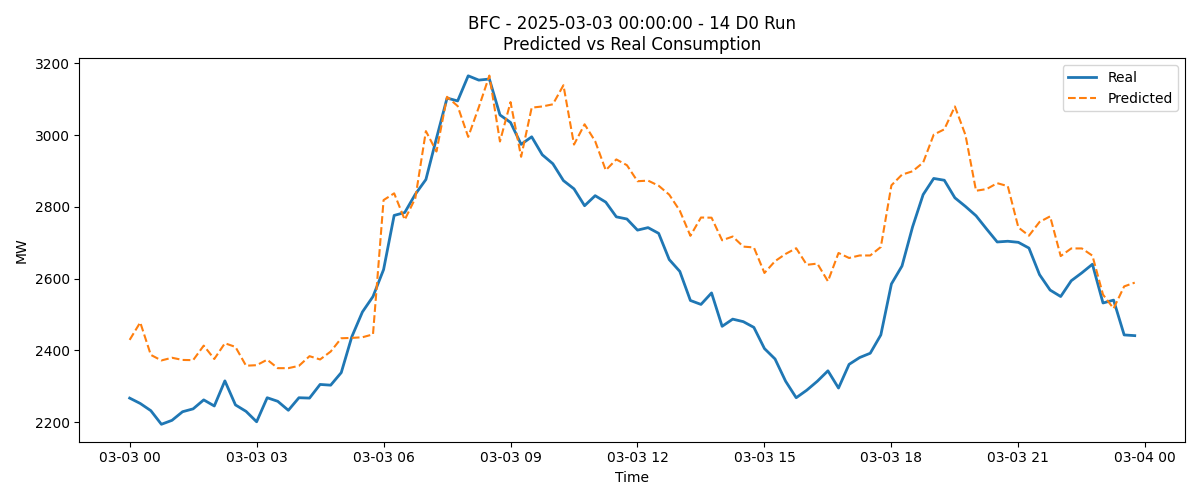 BFC - 2025-03-03 00:00:00 - 14 D0 Run
Predicted vs Real Consumption
3200
3000
2800
2600
2400
2200
MW
Real
Predicted
03-03 00
03-03 03
03-03 06
03-03 09
03-03 12
03-03 15
03-03 18
03-03 21
03-04 00
Time